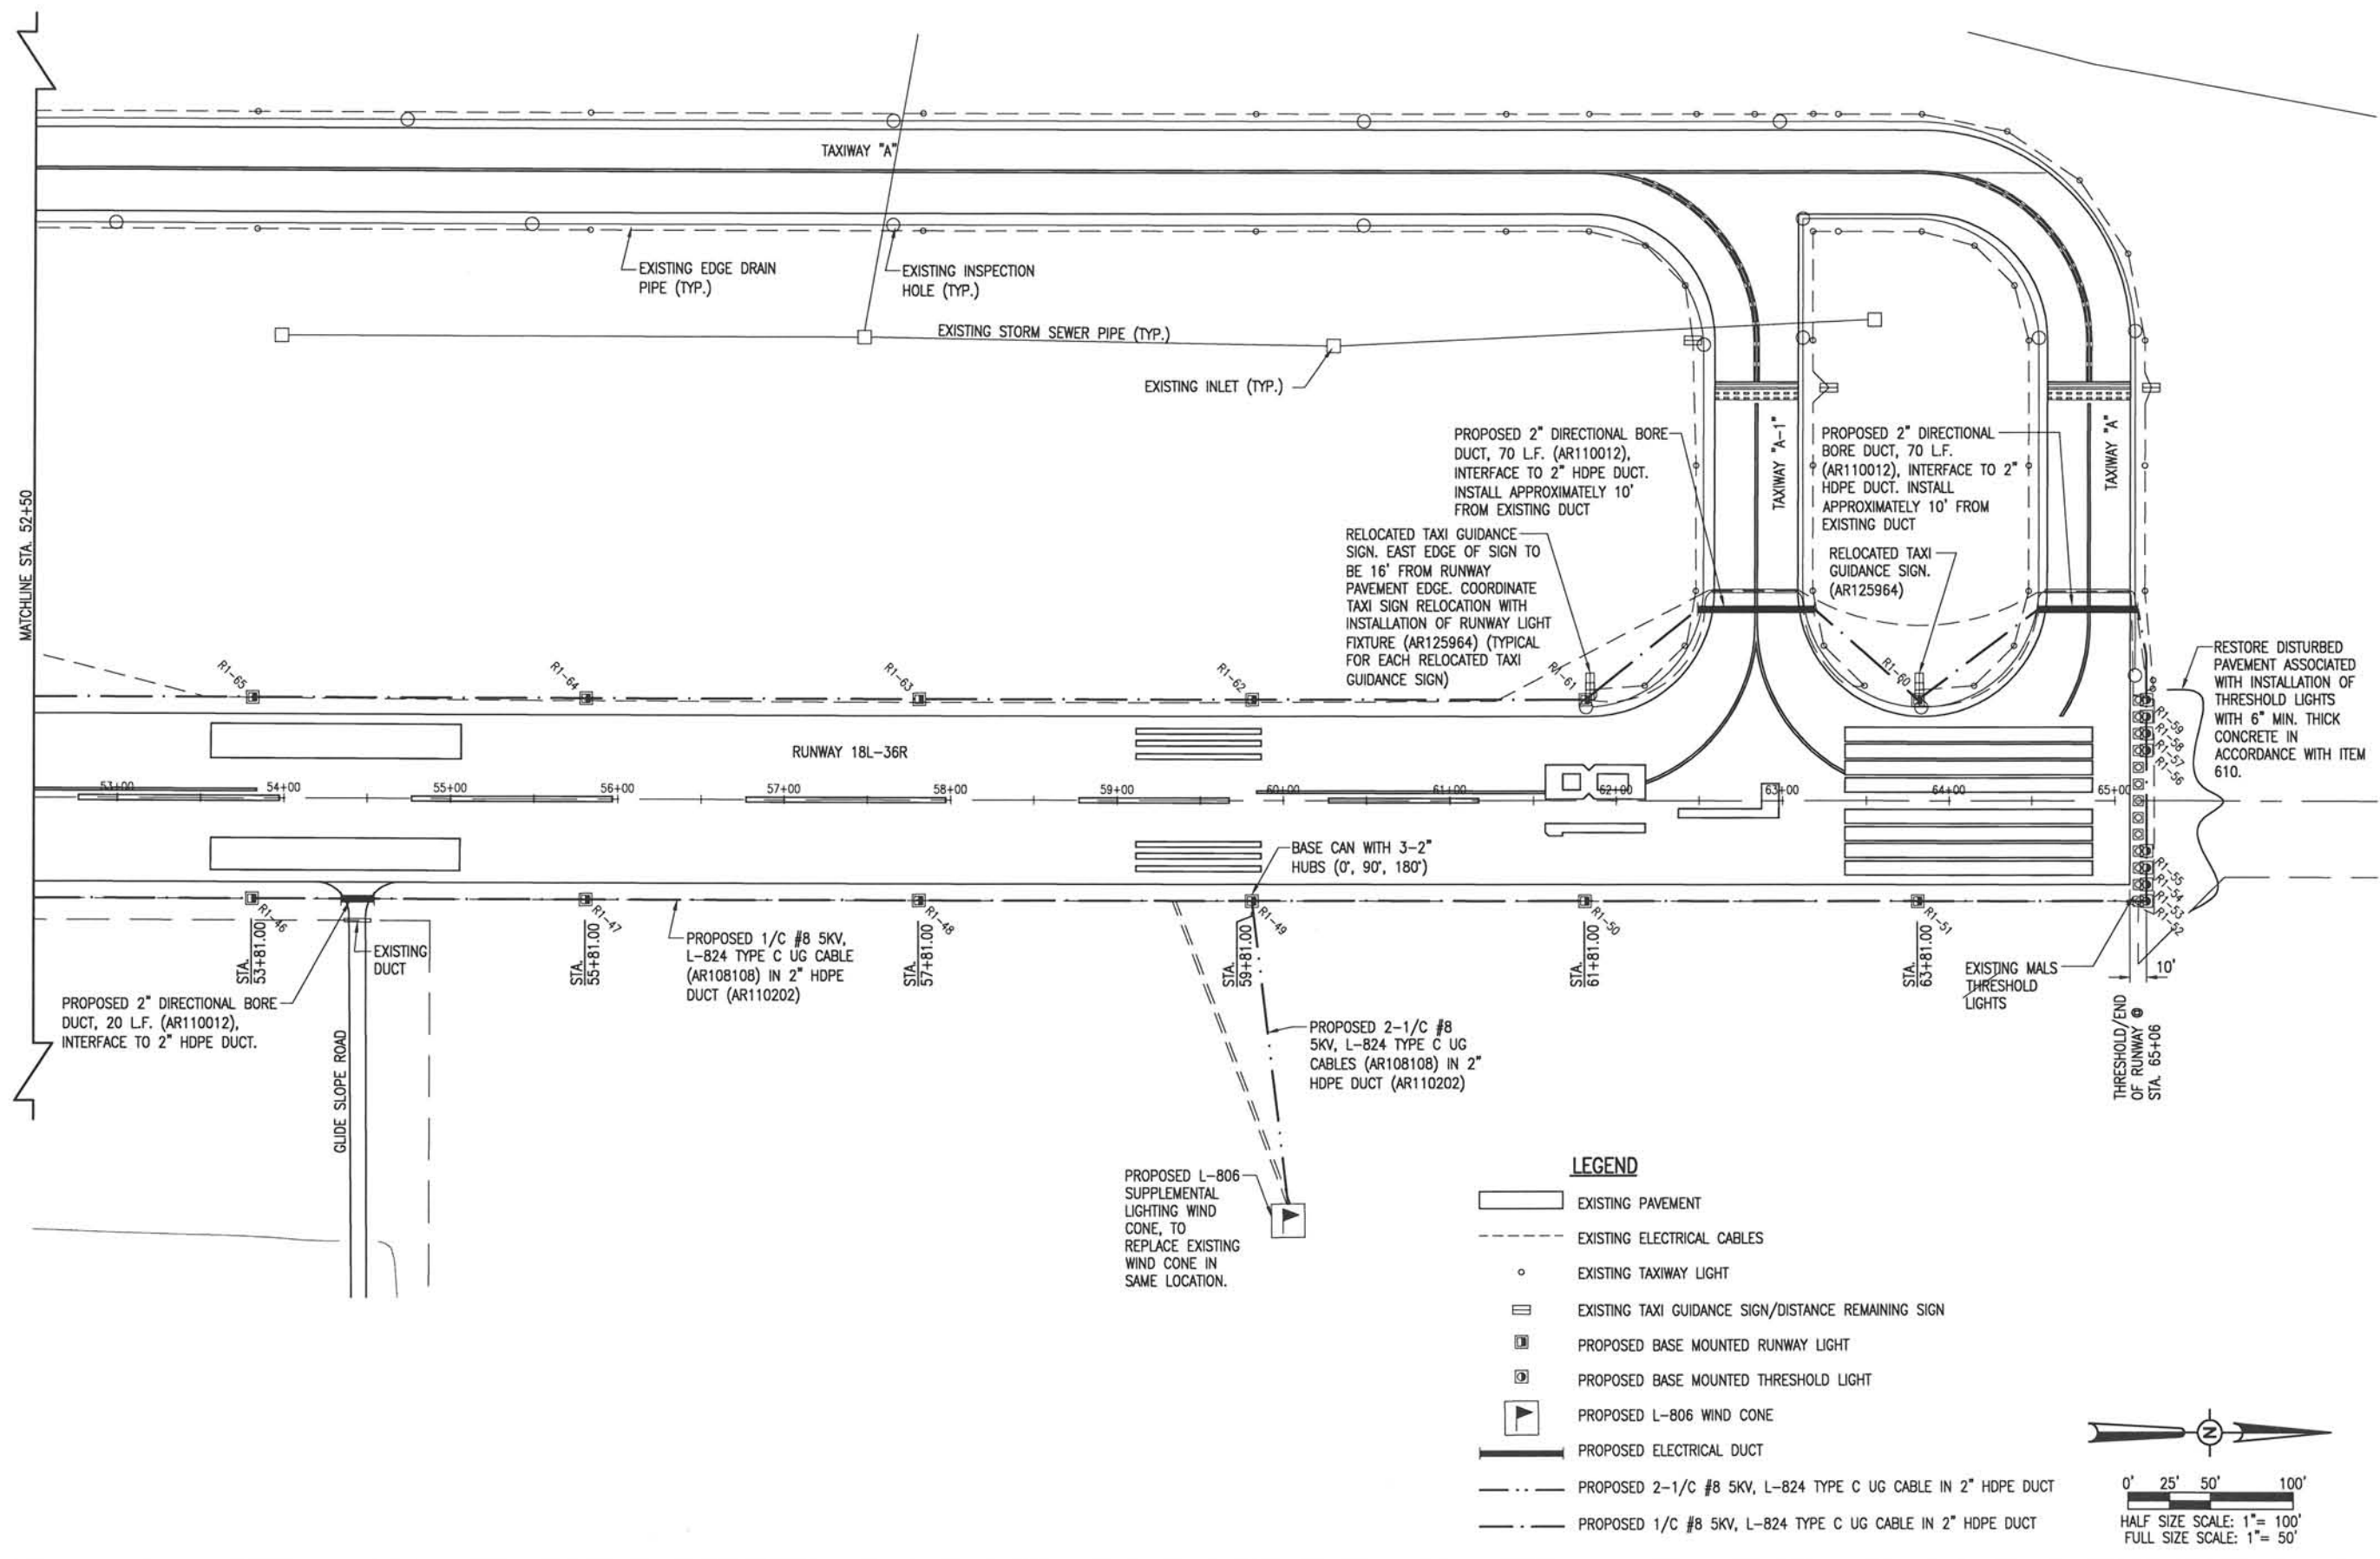 TAXIWAY "A"
EXISTING EDGE DRAIN
PIPE (TYP.)
EXISTING INSPECTION
HOLE (TYP.)
EXISTING STORM SEWER PIPE (TYP.)
EXISTING INLET (TYP.)
MATCHLINE STA. 52+50
PROPOSED 2" DIRECTIONAL BORE
DUCT, 70 L.F. (AR110012),
INTERFACE TO 2" HDPE DUCT.
INSTALL APPROXIMATELY 10'
FROM EXISTING DUCT
TAXIWAY "A-1"
PROPOSED 2" DIRECTIONAL
BORE DUCT, 70 L.F.
(AR110012), INTERFACE TO 2"
HDPE DUCT. INSTALL
APPROXIMATELY 10' FROM
EXISTING DUCT
TAXIWAY "A"
RELOCATED TAXI GUIDANCE
SIGN. EAST EDGE OF SIGN TO
BE 16' FROM RUNWAY
PAVEMENT EDGE. COORDINATE
TAXI SIGN RELOCATION WITH
INSTALLATION OF RUNWAY LIGHT
FIXTURE (AR125964) (TYPICAL
FOR EACH RELOCATED TAXI
GUIDANCE SIGN)
RELOCATED TAXI
GUIDANCE SIGN.
(AR125964)
RESTORE DISTURBED
PAVEMENT ASSOCIATED
WITH INSTALLATION OF
THRESHOLD LIGHTS
WITH 6" MIN. THICK
CONCRETE IN
ACCORDANCE WITH ITEM
610.
R1-65
R1-64
R1-63
R1-62
R1-61
R1-60
R1-59
R1-58
R1-57
R1-56
RUNWAY 18L-36R
53+00
54+00
55+00
56+00
57+00
58+00
59+00
60+00
61+00
62+00
63+00
64+00
65+00
BASE CAN WITH 3-2"
HUBS (0°, 90°, 180°)
R1-55
R1-54
R1-53
R1-52
R1-46
R1-47
R1-48
R1-49
R1-50
R1-51
STA.
53+81.00
STA.
55+81.00
STA.
57+81.00
STA.
59+81.00
STA.
61+81.00
STA.
63+81.00
EXISTING
DUCT
PROPOSED 1/C #8 5KV,
L-824 TYPE C UG CABLE
(AR108108) IN 2" HDPE
DUCT (AR110202)
EXISTING MALS
THRESHOLD
LIGHTS
10'
THRESHOLD/END
OF RUNWAY @
STA. 65+06
PROPOSED 2" DIRECTIONAL BORE
DUCT, 20 L.F. (AR110012),
INTERFACE TO 2" HDPE DUCT.
GLIDE SLOPE ROAD
PROPOSED 2-1/C #8
5KV, L-824 TYPE C UG
CABLES (AR108108) IN 2"
HDPE DUCT (AR110202)
PROPOSED L-806
SUPPLEMENTAL
LIGHTING WIND
CONE, TO
REPLACE EXISTING
WIND CONE IN
SAME LOCATION.
LEGEND
EXISTING PAVEMENT
EXISTING ELECTRICAL CABLES
EXISTING TAXIWAY LIGHT
EXISTING TAXI GUIDANCE SIGN/DISTANCE REMAINING SIGN
PROPOSED BASE MOUNTED RUNWAY LIGHT
PROPOSED BASE MOUNTED THRESHOLD LIGHT
PROPOSED L-806 WIND CONE
PROPOSED ELECTRICAL DUCT
PROPOSED 2-1/C #8 5KV, L-824 TYPE C UG CABLE IN 2" HDPE DUCT
PROPOSED 1/C #8 5KV, L-824 TYPE C UG CABLE IN 2" HDPE DUCT
N
0' 25' 50' 100'
HALF SIZE SCALE: 1"= 100'
FULL SIZE SCALE: 1"= 50'